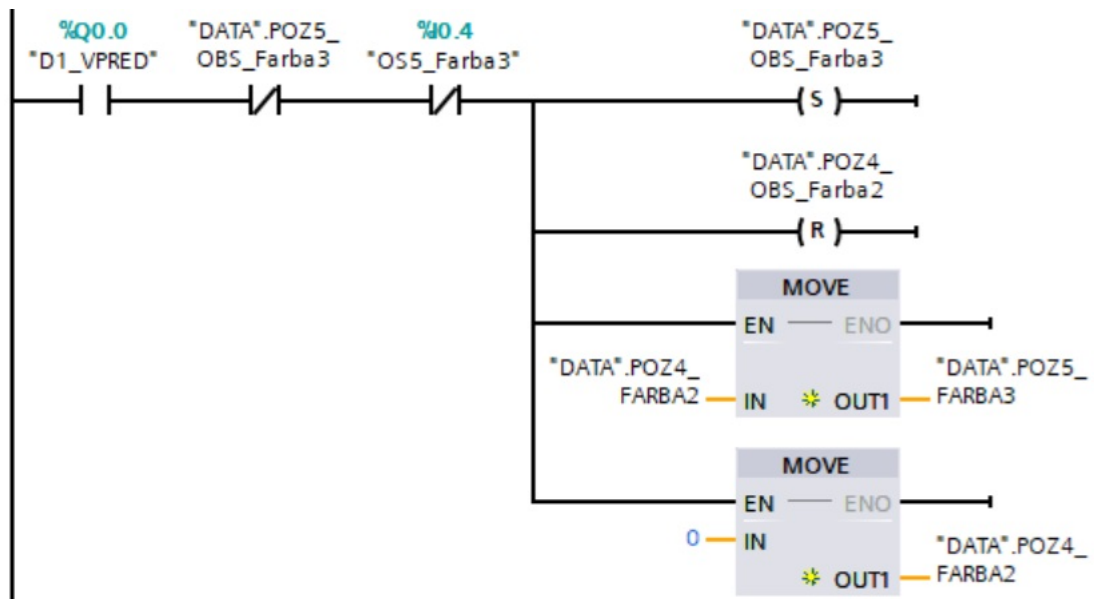 %Q0.0
"D1_VPRED"
"DATA".POZ5_
OBS_Farba3
%I0.4
"OS5_Farba3"
"DATA".POZ5_
OBS_Farba3
S
"DATA".POZ4_
OBS_Farba2
R
MOVE
EN ENO
"DATA".POZ4_
FARBA2
IN OUT1
"DATA".POZ5_
FARBA3
MOVE
EN ENO
0 IN
OUT1
"DATA".POZ4_
FARBA2